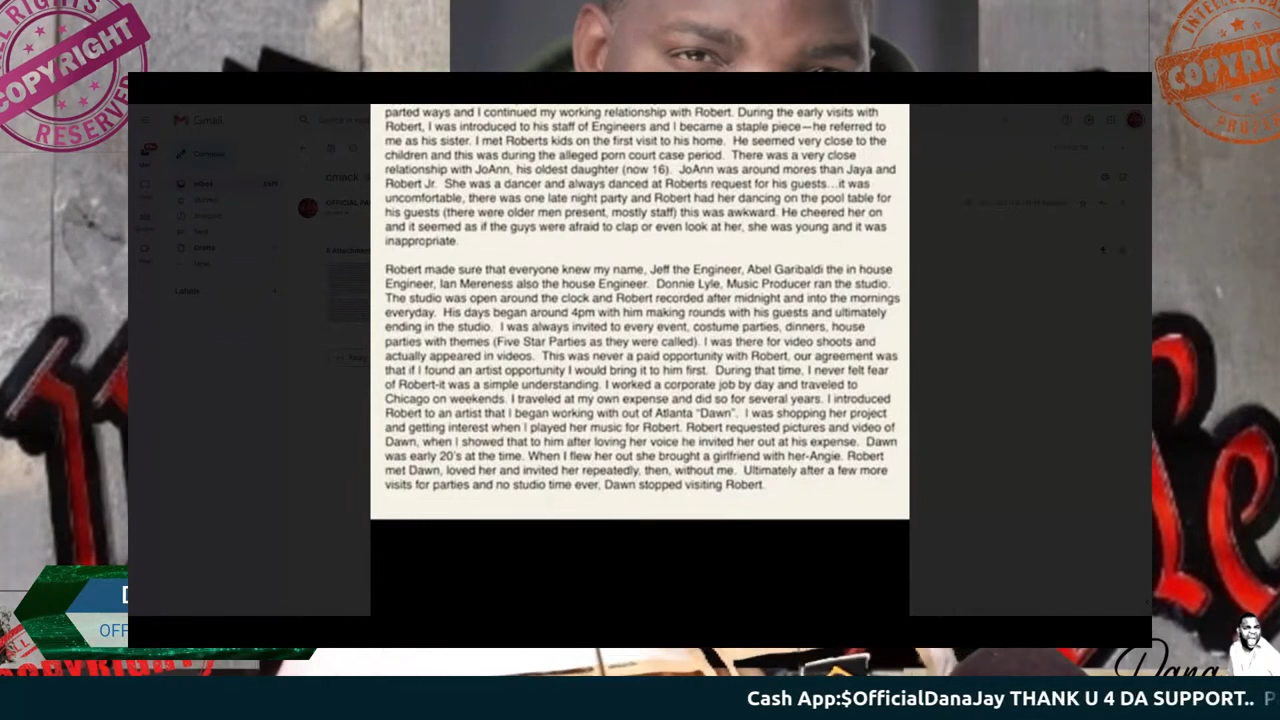 COPYRIGHT
RESERVED
parted ways and I continued my working relationship with Robert. During the early visits with
Robert, I was introduced to his staff of Engineers and I became a staple piece—he referred to
me as his sister. I met Roberts kids on the first visit to his home.  He seemed very close to the
children and this was during the alleged porn court case period.  There was a very close
relationship with JoAnn, his oldest daughter (now 16).  JoAnn was around mores than Jaya and
Robert Jr.  She was a dancer and always danced at Roberts request for his guests...it was
uncomfortable, there was one late night party and Robert had her dancing on the pool table for
his guests (there were older men present, mostly staff) this was awkward. He cheered her on
and it seemed as if the guys were afraid to clap or even look at her, she was young and it was
inappropriate.
Robert made sure that everyone knew my name, Jeff the Engineer, Abel Garibaldi the in house
Engineer, Ian Mereness also the house Engineer.  Donnie Lyle, Music Producer ran the studio.
The studio was open around the clock and Robert recorded after midnight and into the mornings
everyday.  His days began around 4pm with him making rounds with his guests and ultimately
ending in the studio.  I was always invited to every event, costume parties, dinners, house
parties with themes (Five Star Parties as they were called). I was there for video shoots and
actually appeared in videos.  This was never a paid opportunity with Robert, our agreement was
that if I found an artist opportunity I would bring it to him first.  During that time, I never felt fear
of Robert-it was a simple understanding. I worked a corporate job by day and traveled to
Chicago on weekends. I traveled at my own expense and did so for several years. I introduced
Robert to an artist that I began working with out of Atlanta "Dawn".  I was shopping her project
and getting interest when I played her music for Robert. Robert requested pictures and video of
Dawn, when I showed that to him after loving her voice he invited her out at his expense.  Dawn
was early 20's at the time. When I flew her out she brought a girlfriend with her-Angie. Robert
met Dawn, loved her and invited her repeatedly, then, without me.  Ultimately after a few more
visits for parties and no studio time ever, Dawn stopped visiting Robert.
Gmail
Compose
Inbox
Drafts
Labels
cmack
D
OFF
Dana
Cash App:$OfficialDanaJay THANK U 4 DA SUPPORT.. P